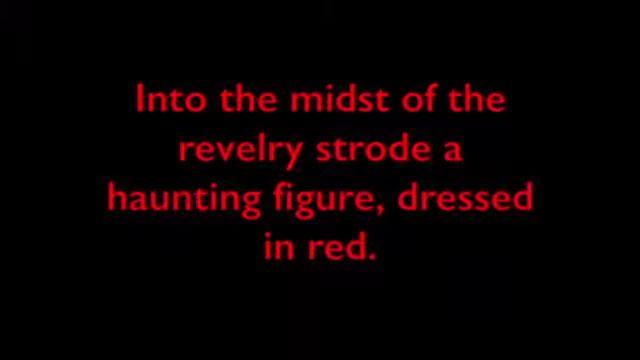 Into the midst of the
revelry strode a
haunting figure, dressed
in red.